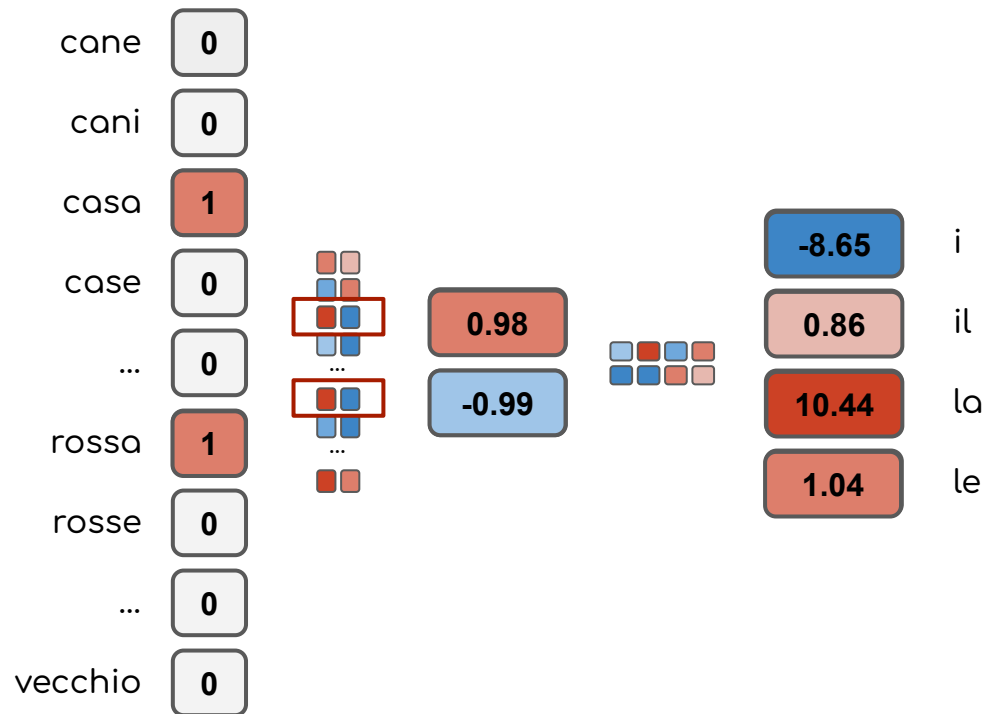 cane 0
cani 0
casa 1
case 0
... 0
rossa 1
rosse 0
... 0
vecchio 0
...
...
0.98
-0.99
-8.65 i
0.86 il
10.44 la
1.04 le